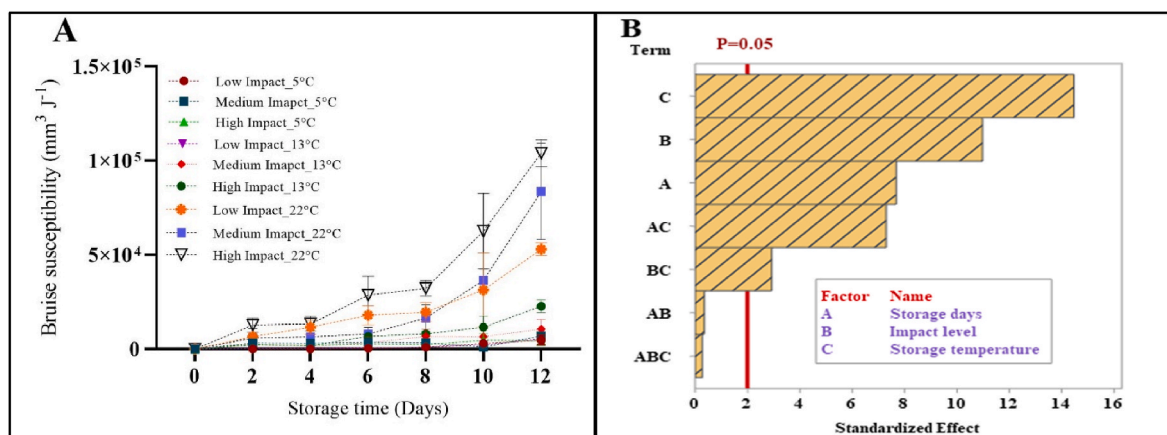 A
Bruise susceptibility (mm³ J⁻¹)
1.5×10⁵
1×10⁵
5×10⁴
0
Low Impact_5°C
Medium Imapct_5°C
High Impact_5°C
Low Impact_13°C
Medium Imapct_13°C
High Impact_13°C
Low Impact_22°C
Medium Imapct_22°C
High Impact_22°C
0 2 4 6 8 10 12
Storage time (Days)
B
Term
P=0.05
C
B
A
AC
BC
AB
ABC
Factor Name
A Storage days
B Impact level
C Storage temperature
0 2 4 6 8 10 12 14 16
Standardized Effect